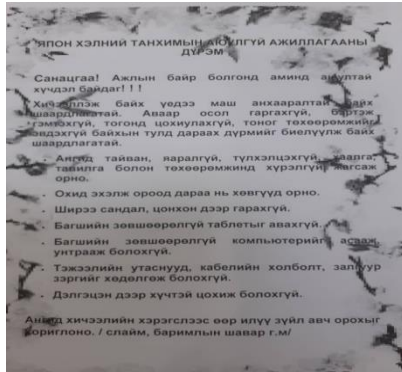 ЯПОН ХЭЛНИЙ ТАНХИМЫН АЮУЛГҮЙ АЖИЛЛАГААНЫ
ДҮРЭМ
Санацгаа! Ажлын байр болгонд аминд аюултай
хүчдэл байдаг! ! !
Хичээллэж байх үедээ маш анхааралтай байх
шаардлагатай. Аваар осол гаргахгүй, бэртэж
гэмтэхгүй, тогонд цохиулахгүй, тоног төхөөрөмжийг
эвдэхгүй байхын тулд дараах дүрмийг биелүүлж байх
шаардлагатай.
- Ангид тайван, яаралгүй, түлхэлцэхгүй, хаалга,
тавилга болон төхөөрөмжинд хүрэлгүй жагсаж
орно.
- Охид эхэлж ороод дараа нь хөвгүүд орно.
- Ширээ сандал, цонхон дээр гарахгүй.
- Багшийн зөвшөөрөлгүй таблетыг авахгүй.
- Багшийн зөвшөөрөлгүй компьютерийг асааж,
унтрааж болохгүй.
- Тэжээлийн утаснууд, кабелийн холболт, залгуур
зэргийг хөдөлгөж болохгүй.
- Дэлгэцэн дээр хүчтэй цохиж болохгүй.
Ангид хичээлийн хэрэгслээс өөр илүү зүйл авч орохыг
хориглоно. / слайм, баримлын шавар г.м/